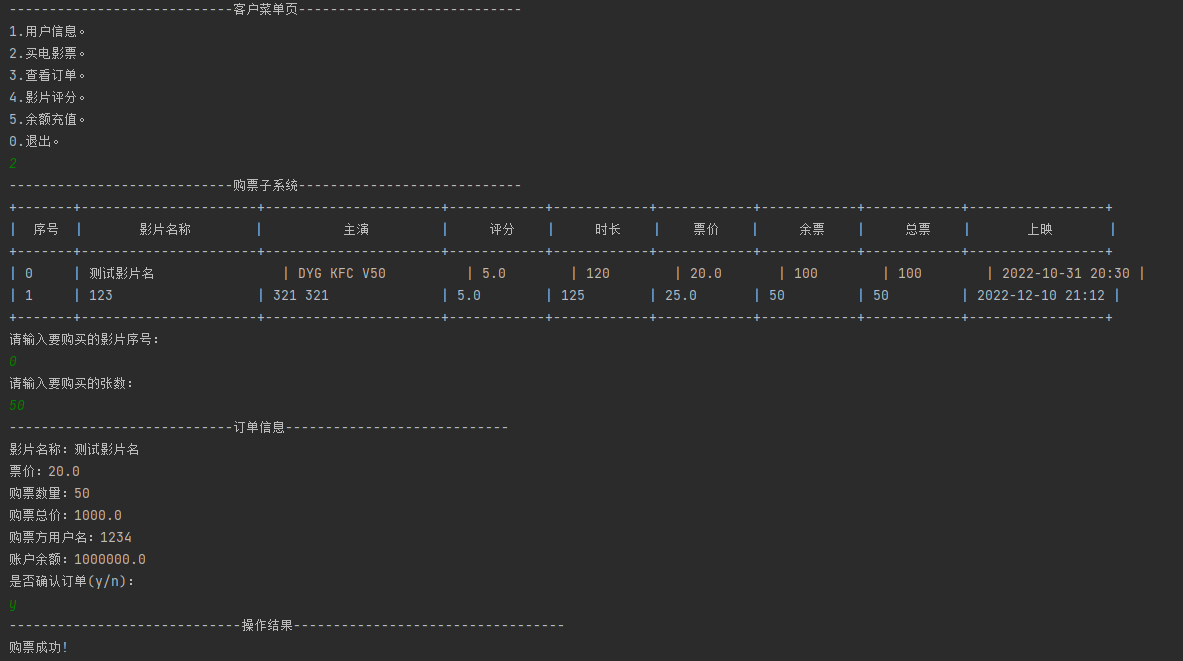 ----------------------------客户菜单页----------------------------
1.用户信息。
2.买电影票。
3.查看订单。
4.影片评分。
5.余额充值。
0.退出。
2
----------------------------购票子系统----------------------------
+-------+----------------------+----------------------+------------+------------+------------+------------+------------+-----------------+
| 序号 | 影片名称 | 主演 | 评分 | 时长 | 票价 | 余票 | 总票 | 上映 |
+-------+----------------------+----------------------+------------+------------+------------+------------+------------+-----------------+
| 0 | 测试影片名 | DYG KFC V50 | 5.0 | 120 | 20.0 | 100 | 100 | 2022-10-31 20:30 |
| 1 | 123 | 321 321 | 5.0 | 125 | 25.0 | 50 | 50 | 2022-12-10 21:12 |
+-------+----------------------+----------------------+------------+------------+------------+------------+------------+-----------------+
请输入要购买的影片序号:
0
请输入要购买的张数:
50
----------------------------订单信息----------------------------
影片名称: 测试影片名
票价: 20.0
购票数量: 50
购票总价: 1000.0
购票方用户名: 1234
账户余额: 1000000.0
是否确认订单(y/n):
y
-----------------------------操作结果----------------------------------
购票成功!